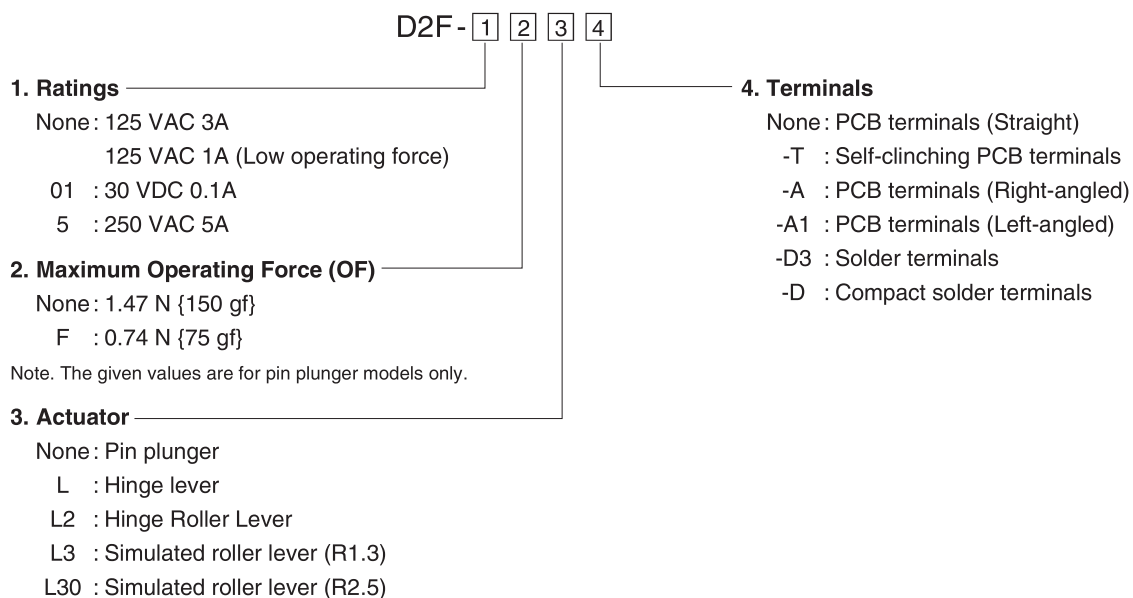 D2F- 1 2 3 4
1. Ratings
None : 125 VAC 3A
125 VAC 1A (Low operating force)
01 : 30 VDC 0.1A
5 : 250 VAC 5A
2. Maximum Operating Force (OF)
None : 1.47 N {150 gf}
F : 0.74 N {75 gf}
Note. The given values are for pin plunger models only.
3. Actuator
None : Pin plunger
L : Hinge lever
L2 : Hinge Roller Lever
L3 : Simulated roller lever (R1.3)
L30 : Simulated roller lever (R2.5)
4. Terminals
None : PCB terminals (Straight)
-T : Self-clinching PCB terminals
-A : PCB terminals (Right-angled)
-A1 : PCB terminals (Left-angled)
-D3 : Solder terminals
-D : Compact solder terminals